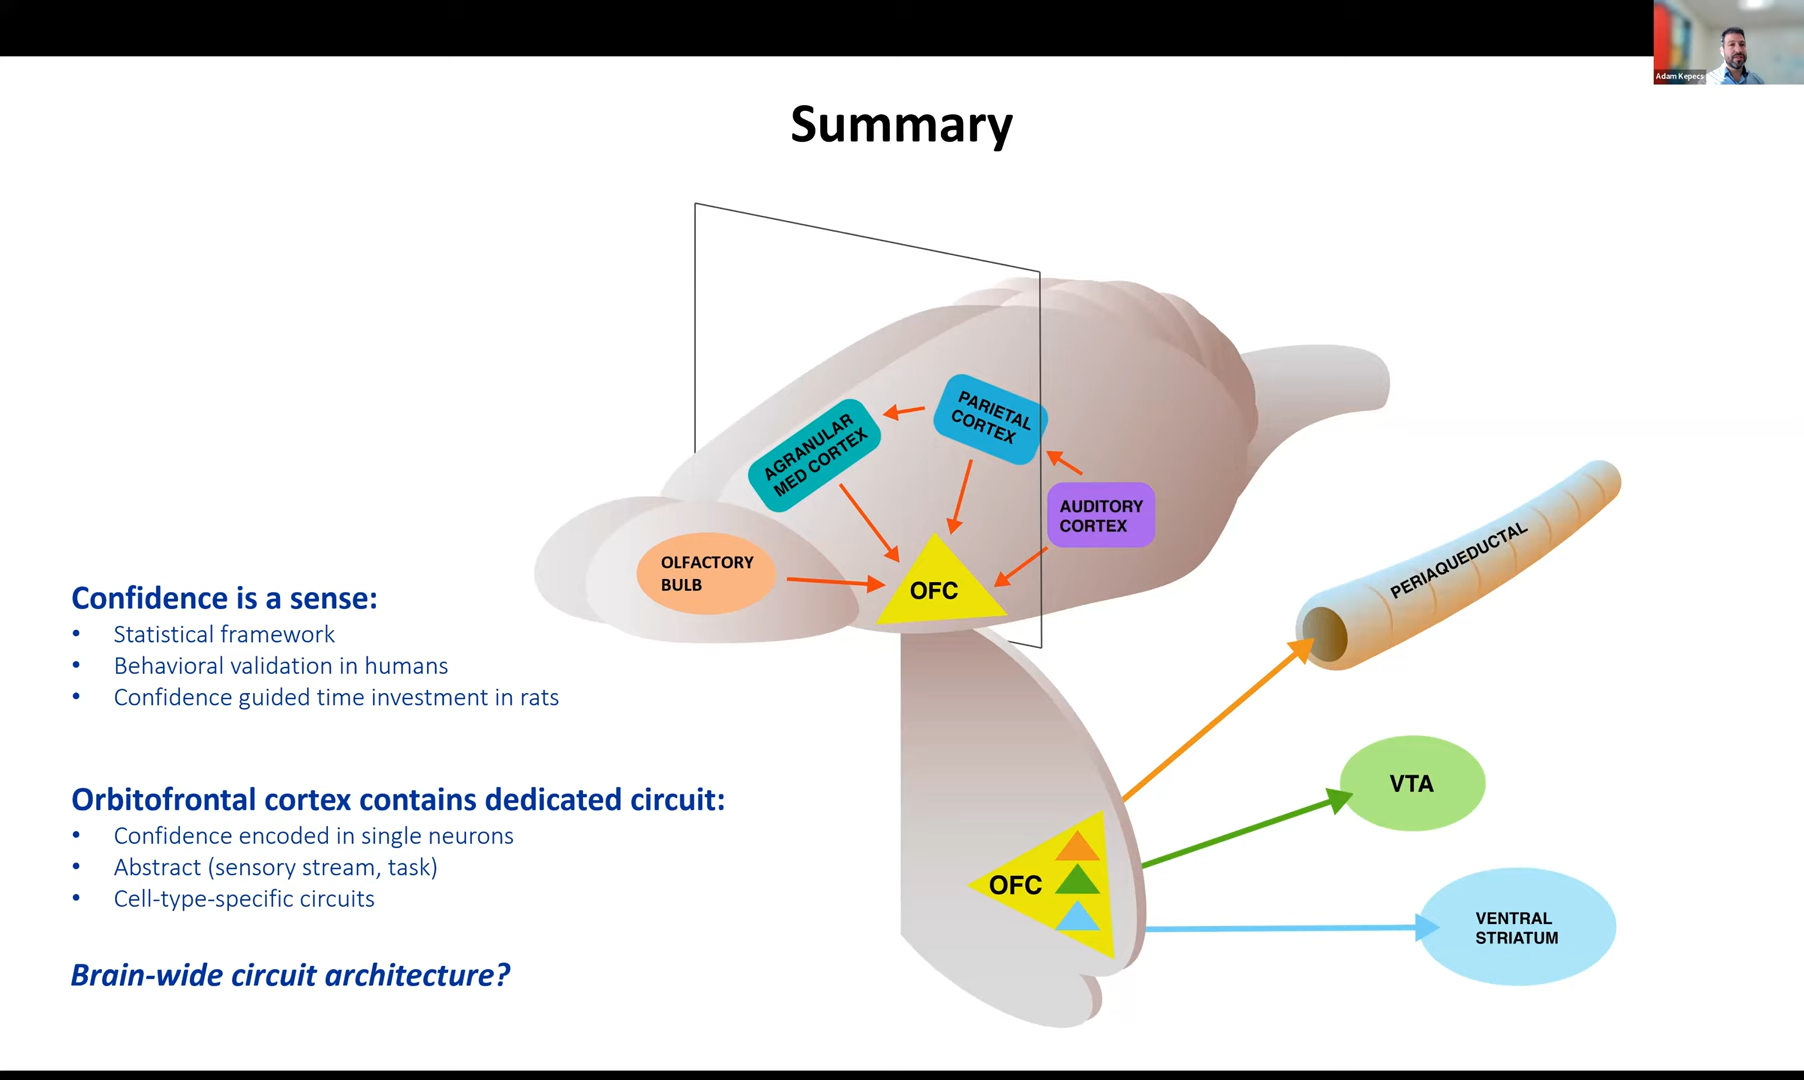 Adam Kepecs
Summary
PARIETAL
CORTEX
AGRANULAR
MED CORTEX
AUDITORY
CORTEX
OLFACTORY
BULB
OFC
PERIAQUEDUCTAL
Confidence is a sense:
• Statistical framework
• Behavioral validation in humans
• Confidence guided time investment in rats
VTA
Orbitofrontal cortex contains dedicated circuit:
• Confidence encoded in single neurons
• Abstract (sensory stream, task)
• Cell-type-specific circuits
OFC
VENTRAL
STRIATUM
Brain-wide circuit architecture?